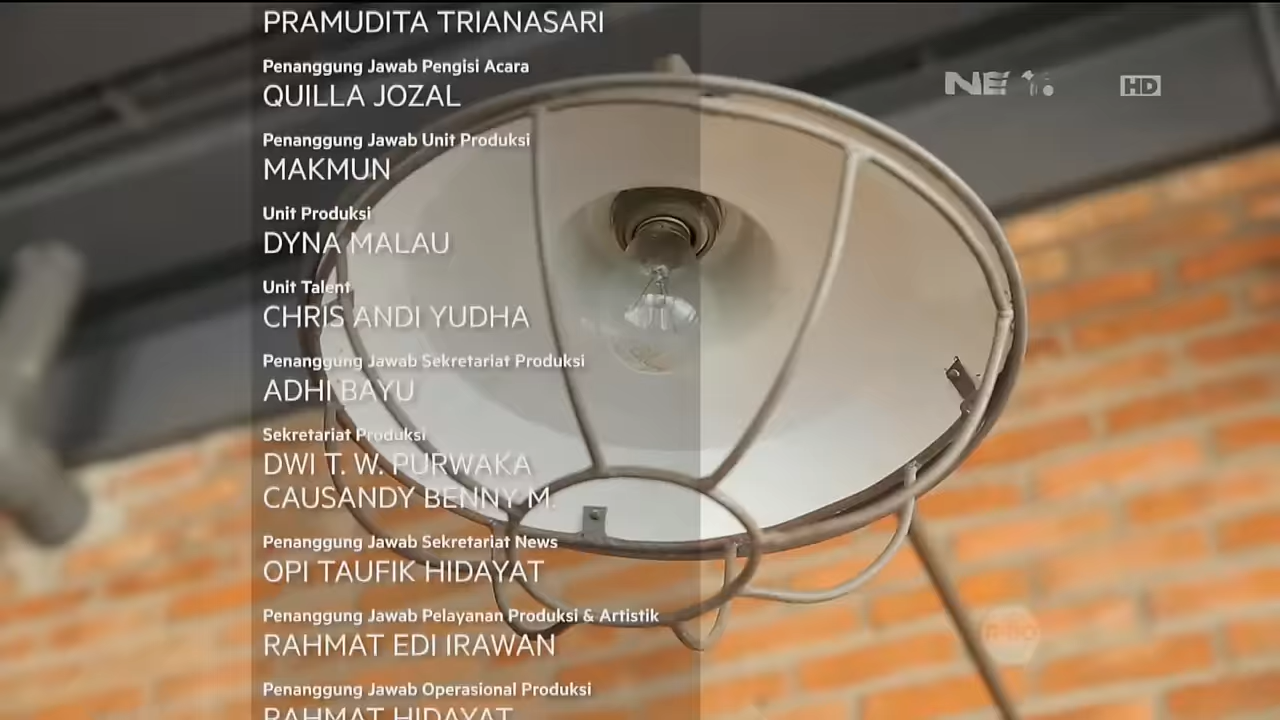 PRAMUDITA TRIANASARI
Penanggung Jawab Pengisi Acara
QUILLA JOZAL
Penanggung Jawab Unit Produksi
MAKMUN
Unit Produksi
DYNA MALAU
Unit Talent
CHRIS ANDI YUDHA
Penanggung Jawab Sekretariat Produksi
ADHI BAYU
Sekretariat Produksi
DWI T. W. PURWAKA
CAUSANDY BENNY M.
Penanggung Jawab Sekretariat News
OPI TAUFIK HIDAYAT
Penanggung Jawab Pelayanan Produksi & Artistik
RAHMAT EDI IRAWAN
Penanggung Jawab Operasional Produksi
RAHMAT HIDAYAT
HD